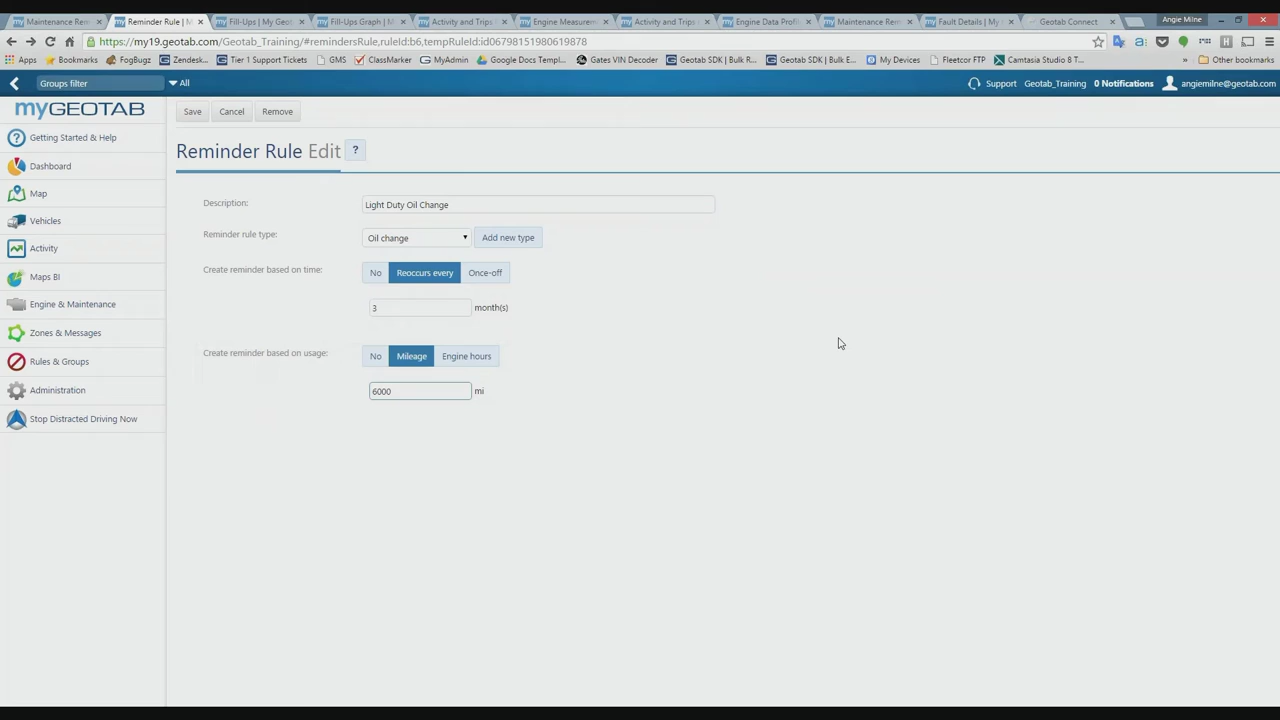 Maintenance Rem
Reminder Rule | M
Fill-Ups | My Geot
Fill-Ups Graph | M
Activity and Trips
Engine Measurem
Activity and Trips
Engine Data Profil
Maintenance Rem
Fault Details | My
Geotab Connect
Angie Milne
https://my19.geotab.com/Geotab_Training/#remindersRule,ruleId:b6,tempRuleId:id06798151980619878
Apps
Bookmarks
FogBugz
Zendesk...
Tier 1 Support Tickets
GMS
ClassMarker
MyAdmin
Google Docs Templ...
Gates VIN Decoder
Geotab SDK | Bulk R...
Geotab SDK | Bulk E...
My Devices
Fleetcor FTP
Camtasia Studio 8 T...
»
Other bookmarks
Groups filter
All
Support
Geotab_Training
0 Notifications
angiemilne@geotab.com
myGEOTAB
Getting Started & Help
Dashboard
Map
Vehicles
Activity
Maps BI
Engine & Maintenance
Zones & Messages
Rules & Groups
Administration
Stop Distracted Driving Now
Save
Cancel
Remove
Reminder Rule Edit ?
Description:
Light Duty Oil Change
Reminder rule type:
Oil change
Add new type
Create reminder based on time:
No
Reoccurs every
Once-off
3 month(s)
Create reminder based on usage:
No
Mileage
Engine hours
6000 mi